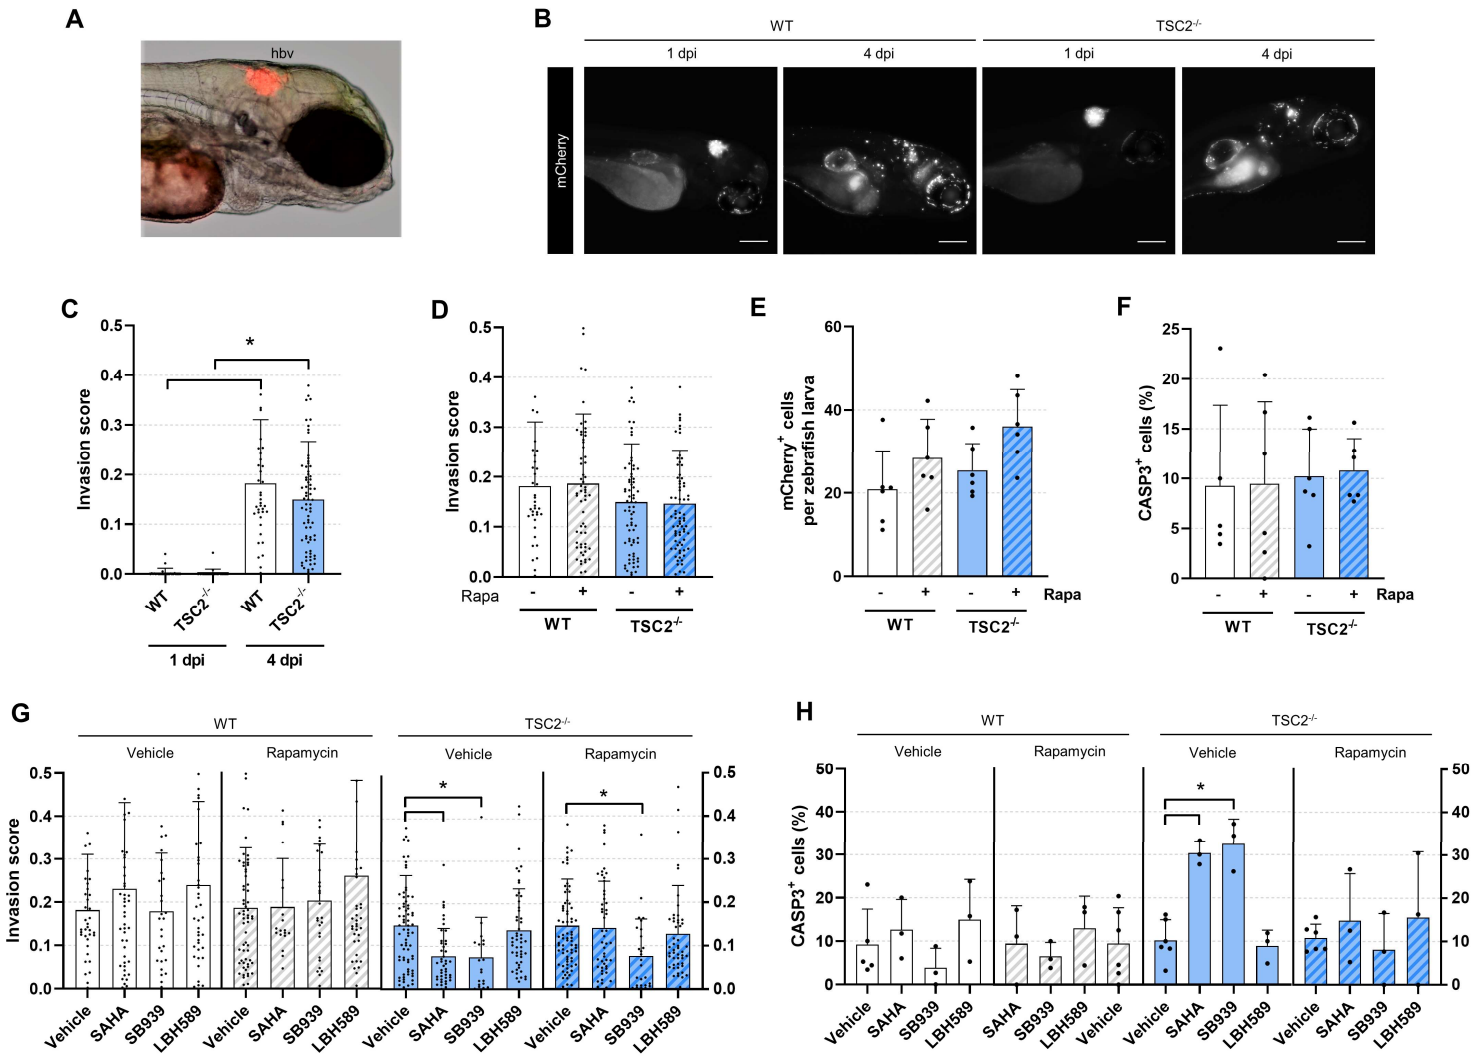 A
hbv
B
WT
TSC2-/-
1 dpi
4 dpi
1 dpi
4 dpi
mCherry
C
Invasion score
0.5
0.4
0.3
0.2
0.1
0.0
*
WT
TSC2-/-
WT
TSC2-/-
1 dpi
4 dpi
D
Invasion score
0.5
0.4
0.3
0.2
0.1
0.0
Rapa
-
+
-
+
WT
TSC2-/-
E
mCherry+ cells
per zebrafish larva
60
40
20
0
-
+
-
+
Rapa
WT
TSC2-/-
F
CASP3+ cells (%)
25
20
15
10
5
0
-
+
-
+
Rapa
WT
TSC2-/-
G
WT
TSC2-/-
Vehicle
Rapamycin
Vehicle
Rapamycin
Invasion score
0.5
0.4
0.3
0.2
0.1
0.0
*
*
0.5
0.4
0.3
0.2
0.1
0.0
Vehicle
SAHA
SB939
LBH589
Vehicle
SAHA
SB939
LBH589
Vehicle
SAHA
SB939
LBH589
Vehicle
SAHA
SB939
LBH589
H
WT
TSC2-/-
Vehicle
Rapamycin
Vehicle
Rapamycin
CASP3+ cells (%)
50
40
30
20
10
0
*
50
40
30
20
10
0
Vehicle
SAHA
SB939
LBH589
SAHA
SB939
LBH589
Vehicle
Vehicle
SAHA
SB939
LBH589
Vehicle
SAHA
SB939
LBH589